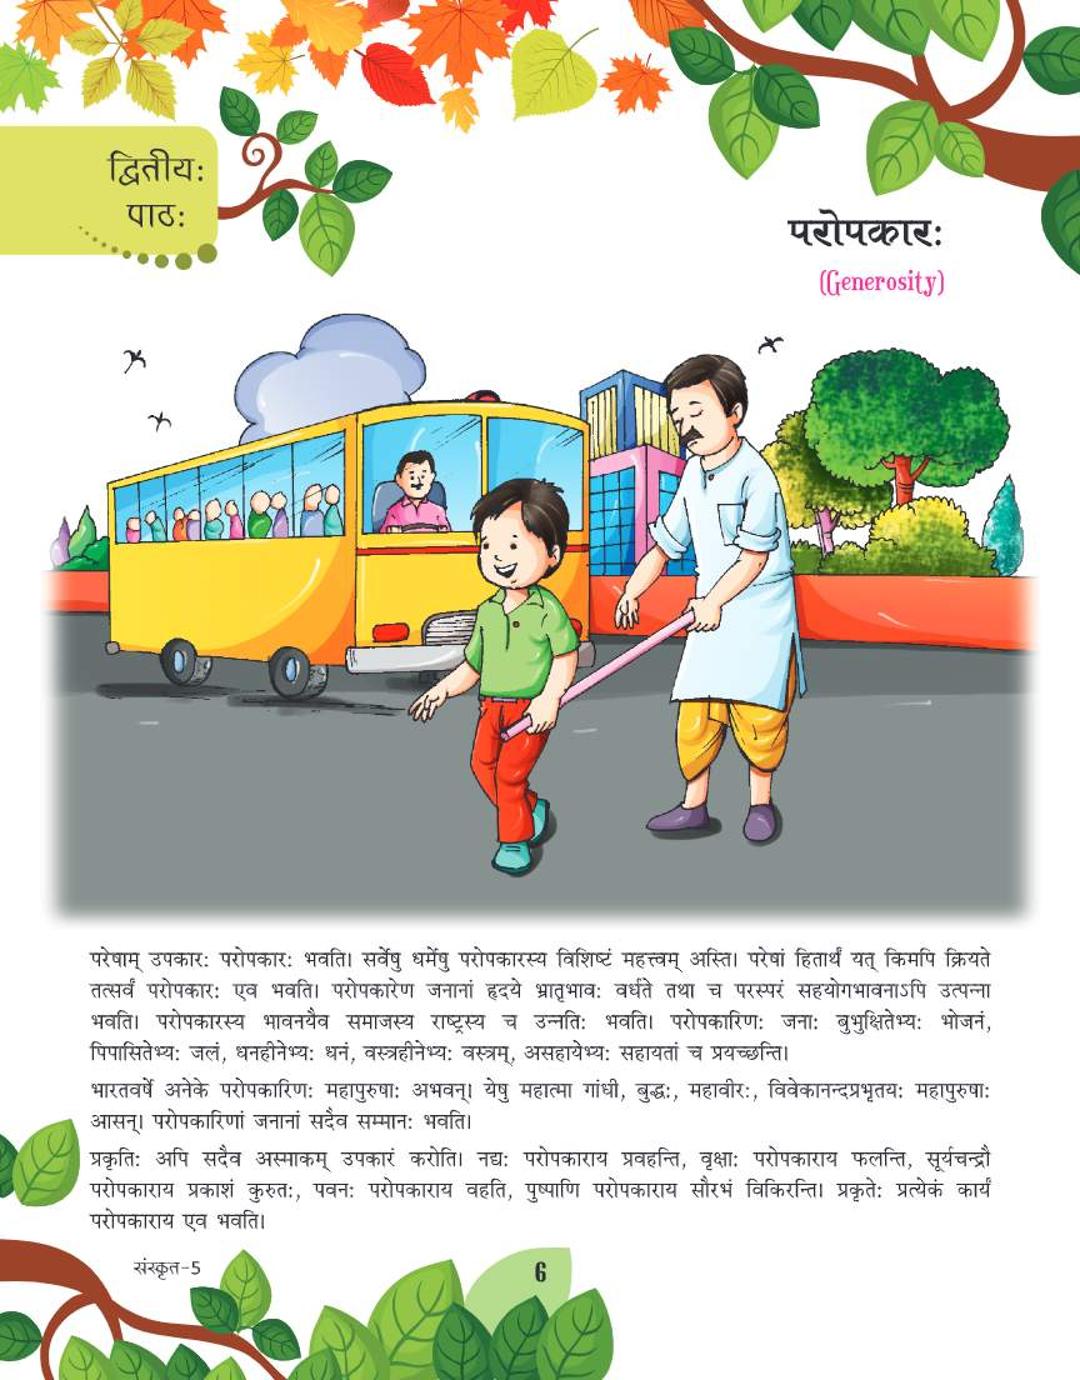 द्वितीयः
पाठः
परोपकारः
(Generosity)
परेषाम् उपकारः परोपकारः भवति। सर्वेषु धर्मेषु परोपकारस्य विशिष्टं महत्त्वम् अस्ति। परेषां हितार्थं यत् किमपि क्रियते
तत्सर्वं परोपकारः एव भवति। परोपकारेण जनानां हृदये भ्रातृभावः वर्धते तथा च परस्परं सहयोगभावनाऽपि उत्पन्ना
भवति। परोपकारस्य भावनयैव समाजस्य राष्ट्रस्य च उन्नतिः भवति। परोपकारिणः जनाः बुभुक्षितेभ्यः भोजनं,
पिपासितेभ्यः जलं, धनहीनेभ्यः धनं, वस्त्रहीनेभ्यः वस्त्रम्, असहायेभ्यः सहायतां च प्रयच्छन्ति।
भारतवर्षे अनेके परोपकारिणः महापुरुषाः अभवन्। येषु महात्मा गांधी, बुद्धः, महावीरः, विवेकानन्दप्रभृतयः महापुरुषाः
आसन्। परोपकारिणां जनानां सदैव सम्मानः भवति।
प्रकृतिः अपि सदैव अस्माकम् उपकारं करोति। नद्यः परोपकाराय प्रवहन्ति, वृक्षाः परोपकाराय फलन्ति, सूर्यचन्द्रौ
परोपकाराय प्रकाशं कुरुतः, पवनः परोपकाराय वहति, पुष्पाणि परोपकाराय सौरभं विकिरन्ति। प्रकृतेः प्रत्येकं कार्यं
परोपकाराय एव भवति।
संस्कृत-5
6